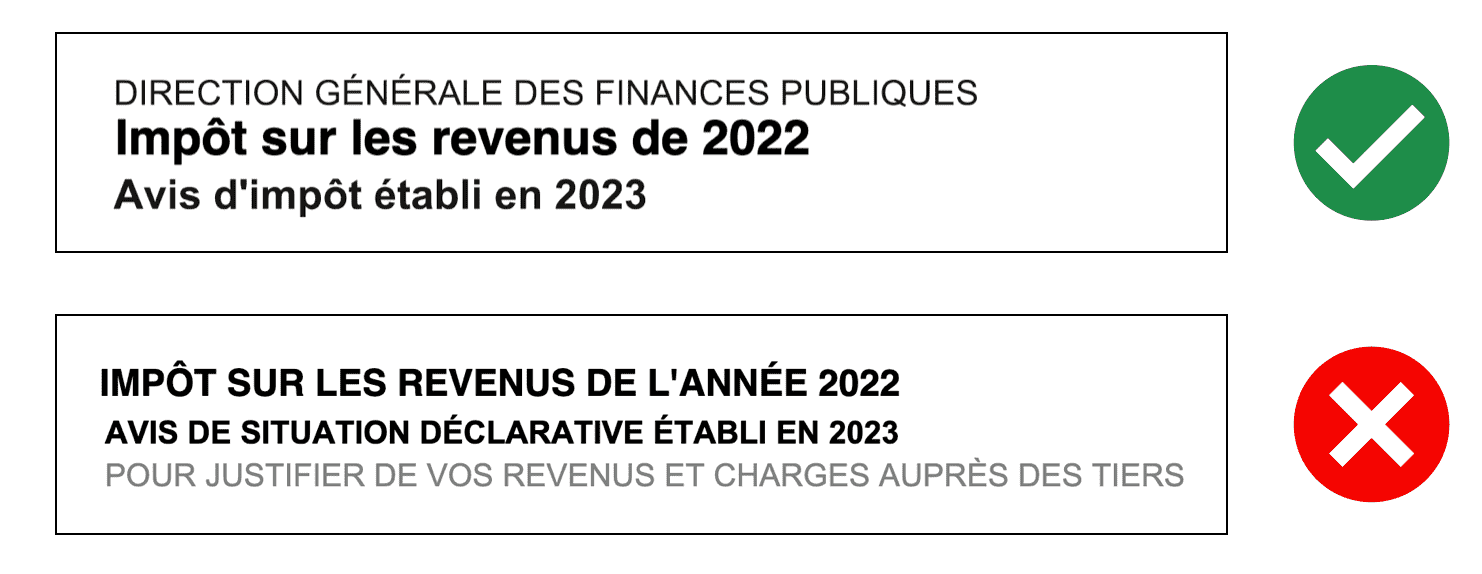 DIRECTION GÉNÉRALE DES FINANCES PUBLIQUES
Impôt sur les revenus de 2022
Avis d'impôt établi en 2023
IMPÔT SUR LES REVENUS DE L'ANNÉE 2022
AVIS DE SITUATION DÉCLARATIVE ÉTABLI EN 2023
POUR JUSTIFIER DE VOS REVENUS ET CHARGES AUPRÈS DES TIERS